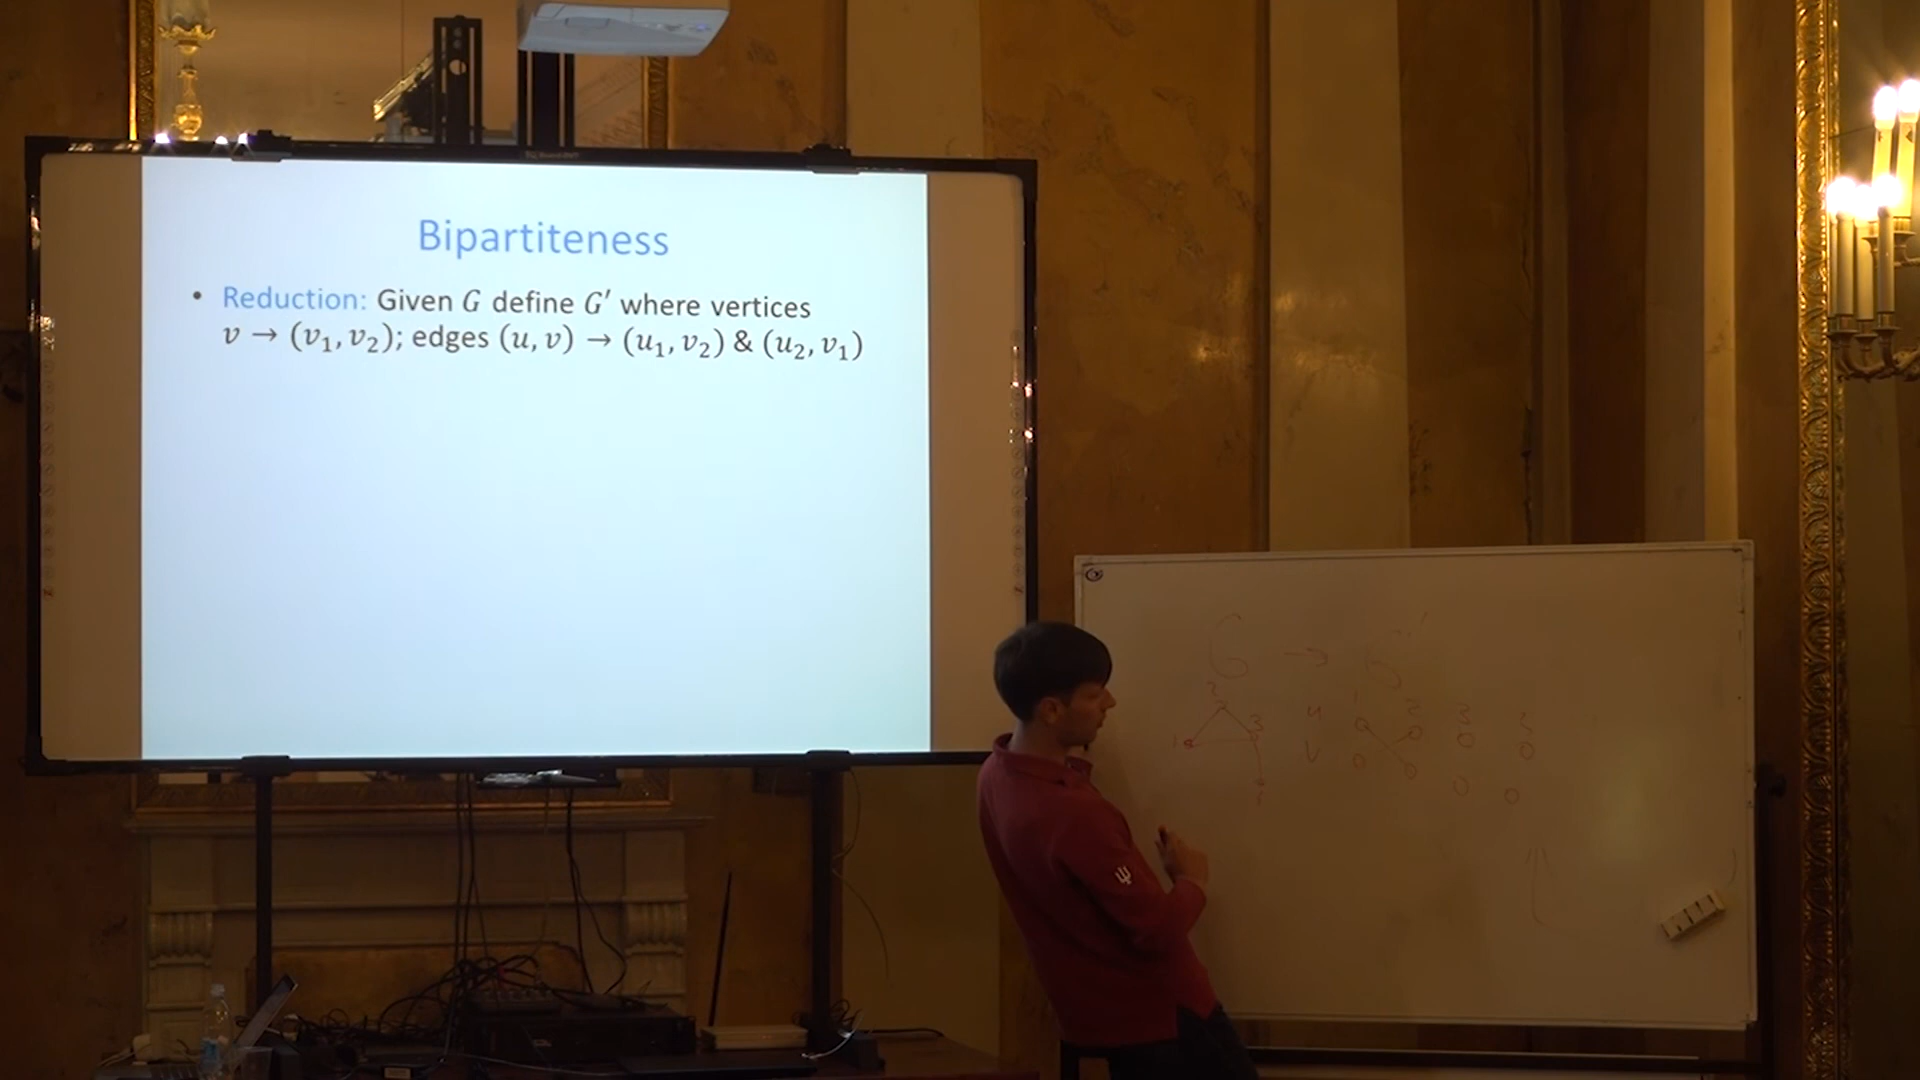 Bipartiteness
• Reduction: Given G define G′ where vertices
v → (v₁, v₂); edges (u, v) → (u₁, v₂) & (u₂, v₁)
G → G′